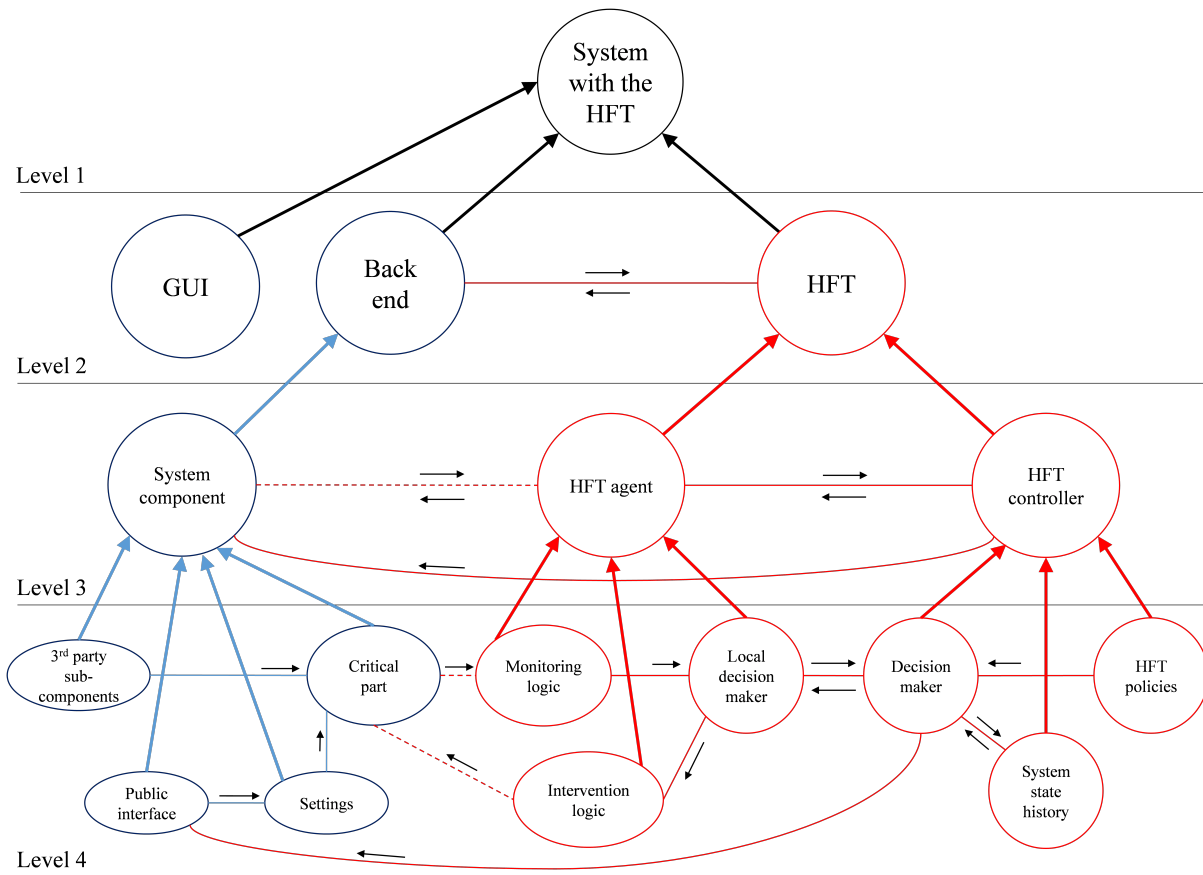 System
with the
HFT
Level 1
GUI
Back
end
HFT
Level 2
System
component
HFT agent
HFT
controller
Level 3
3rd party
sub-
components
Critical
part
Monitoring
logic
Local
decision
maker
Decision
maker
HFT
policies
Public
interface
Settings
Intervention
logic
System
state
history
Level 4